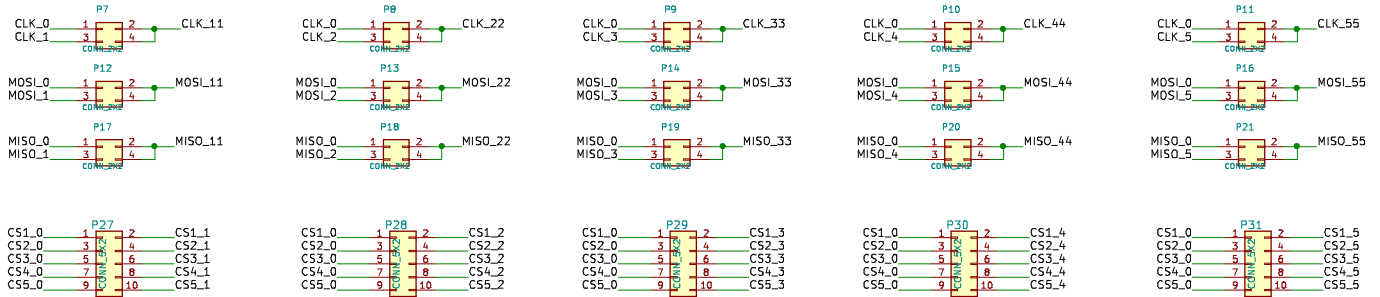 P7 P8 P9 P10 P11
CLK_0 1 2 CLK_11 CLK_0 1 2 CLK_22 CLK_0 1 2 CLK_33 CLK_0 1 2 CLK_44 CLK_0 1 2 CLK_55
CLK_1 3 4 CLK_2 3 4 CLK_3 3 4 CLK_4 3 4 CLK_5 3 4
CONN_2X2 CONN_2X2 CONN_2X2 CONN_2X2 CONN_2X2
P12 P13 P14 P15 P16
MOSI_0 1 2 MOSI_11 MOSI_0 1 2 MOSI_22 MOSI_0 1 2 MOSI_33 MOSI_0 1 2 MOSI_44 MOSI_0 1 2 MOSI_55
MOSI_1 3 4 MOSI_2 3 4 MOSI_3 3 4 MOSI_4 3 4 MOSI_5 3 4
CONN_2X2 CONN_2X2 CONN_2X2 CONN_2X2 CONN_2X2
P17 P18 P19 P20 P21
MISO_0 1 2 MISO_11 MISO_0 1 2 MISO_22 MISO_0 1 2 MISO_33 MISO_0 1 2 MISO_44 MISO_0 1 2 MISO_55
MISO_1 3 4 MISO_2 3 4 MISO_3 3 4 MISO_4 3 4 MISO_5 3 4
CONN_2X2 CONN_2X2 CONN_2X2 CONN_2X2 CONN_2X2
P27 P28 P29 P30 P31
CS1_0 1 2 CS1_1 CS1_0 1 2 CS1_2 CS1_0 1 2 CS1_3 CS1_0 1 2 CS1_4 CS1_0 1 2 CS1_5
CS2_0 3 4 CS2_1 CS2_0 3 4 CS2_2 CS2_0 3 4 CS2_3 CS2_0 3 4 CS2_4 CS2_0 3 4 CS2_5
CS3_0 5 6 CS3_1 CS3_0 5 6 CS3_2 CS3_0 5 6 CS3_3 CS3_0 5 6 CS3_4 CS3_0 5 6 CS3_5
CS4_0 7 8 CS4_1 CS4_0 7 8 CS4_2 CS4_0 7 8 CS4_3 CS4_0 7 8 CS4_4 CS4_0 7 8 CS4_5
CS5_0 9 10 CS5_1 CS5_0 9 10 CS5_2 CS5_0 9 10 CS5_3 CS5_0 9 10 CS5_4 CS5_0 9 10 CS5_5
CONN_5X2 CONN_5X2 CONN_5X2 CONN_5X2 CONN_5X2